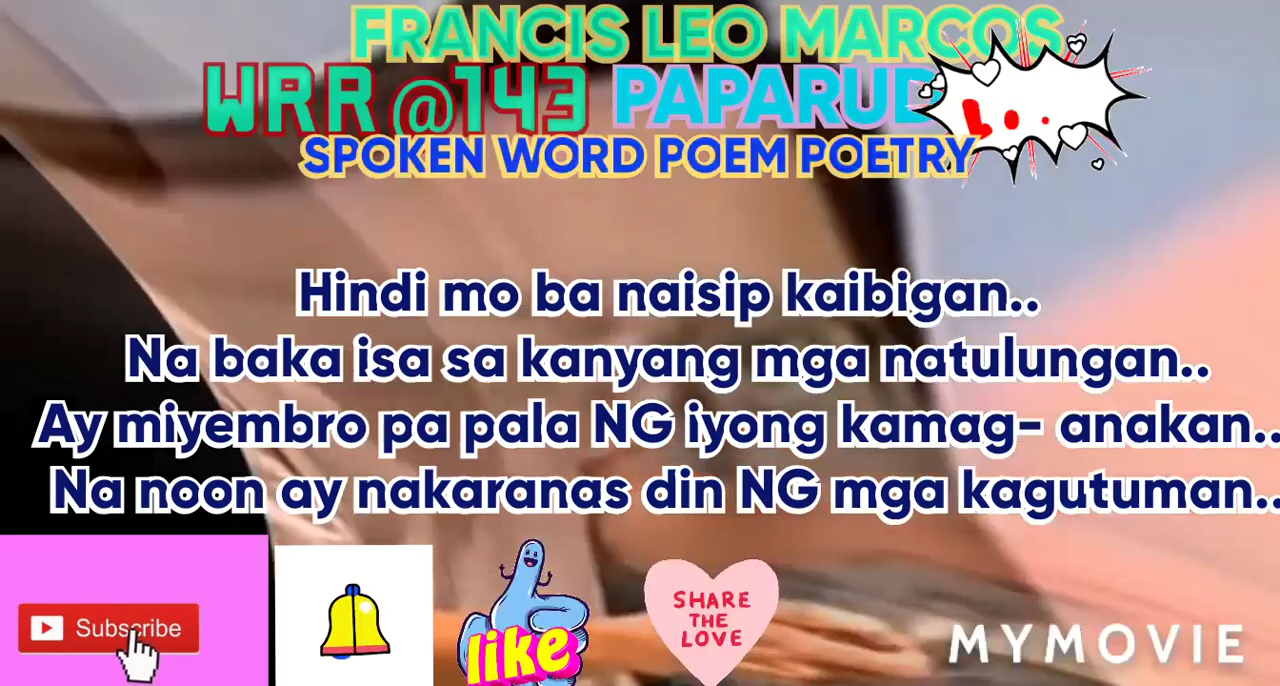 FRANCIS LEO MARCOS
WRR @143 PAPARUD
Lo..
SPOKEN WORD POEM POETRY
Hindi mo ba naisip kaibigan..
Na baka isa sa kanyang mga natulungan..
Ay miyembro pa pala NG iyong kamag- anakan..
Na noon ay nakaranas din NG mga kagutuman..
Subscribe
like
SHARE
THE
LOVE
MYMOVIE